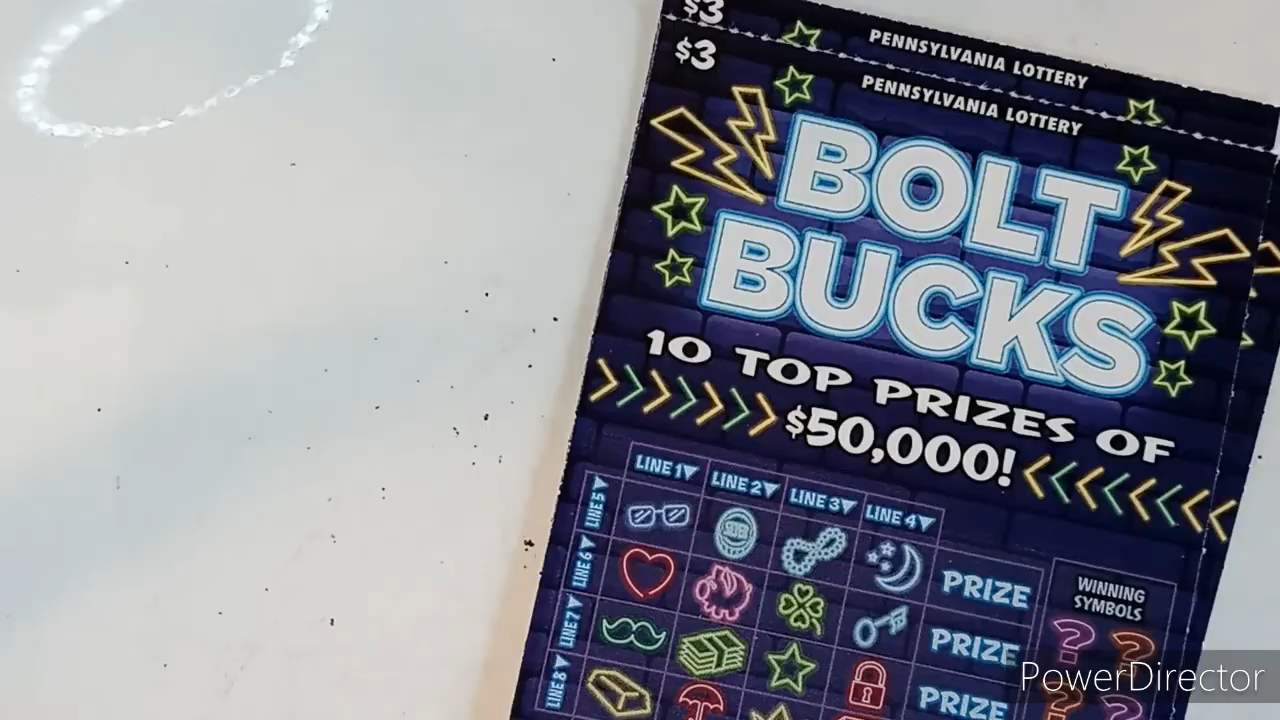 $3
PENNSYLVANIA LOTTERY
$3
PENNSYLVANIA LOTTERY
BOLT
BUCKS
10 TOP PRIZES OF
$50,000!
LINE 1 LINE 2 LINE 3 LINE 4
LINE 5
LINE 6
LINE 7
LINE 8
SILVER
PRIZE
PRIZE
PRIZE
WINNING
SYMBOLS
? ?
? ?
PowerDirector